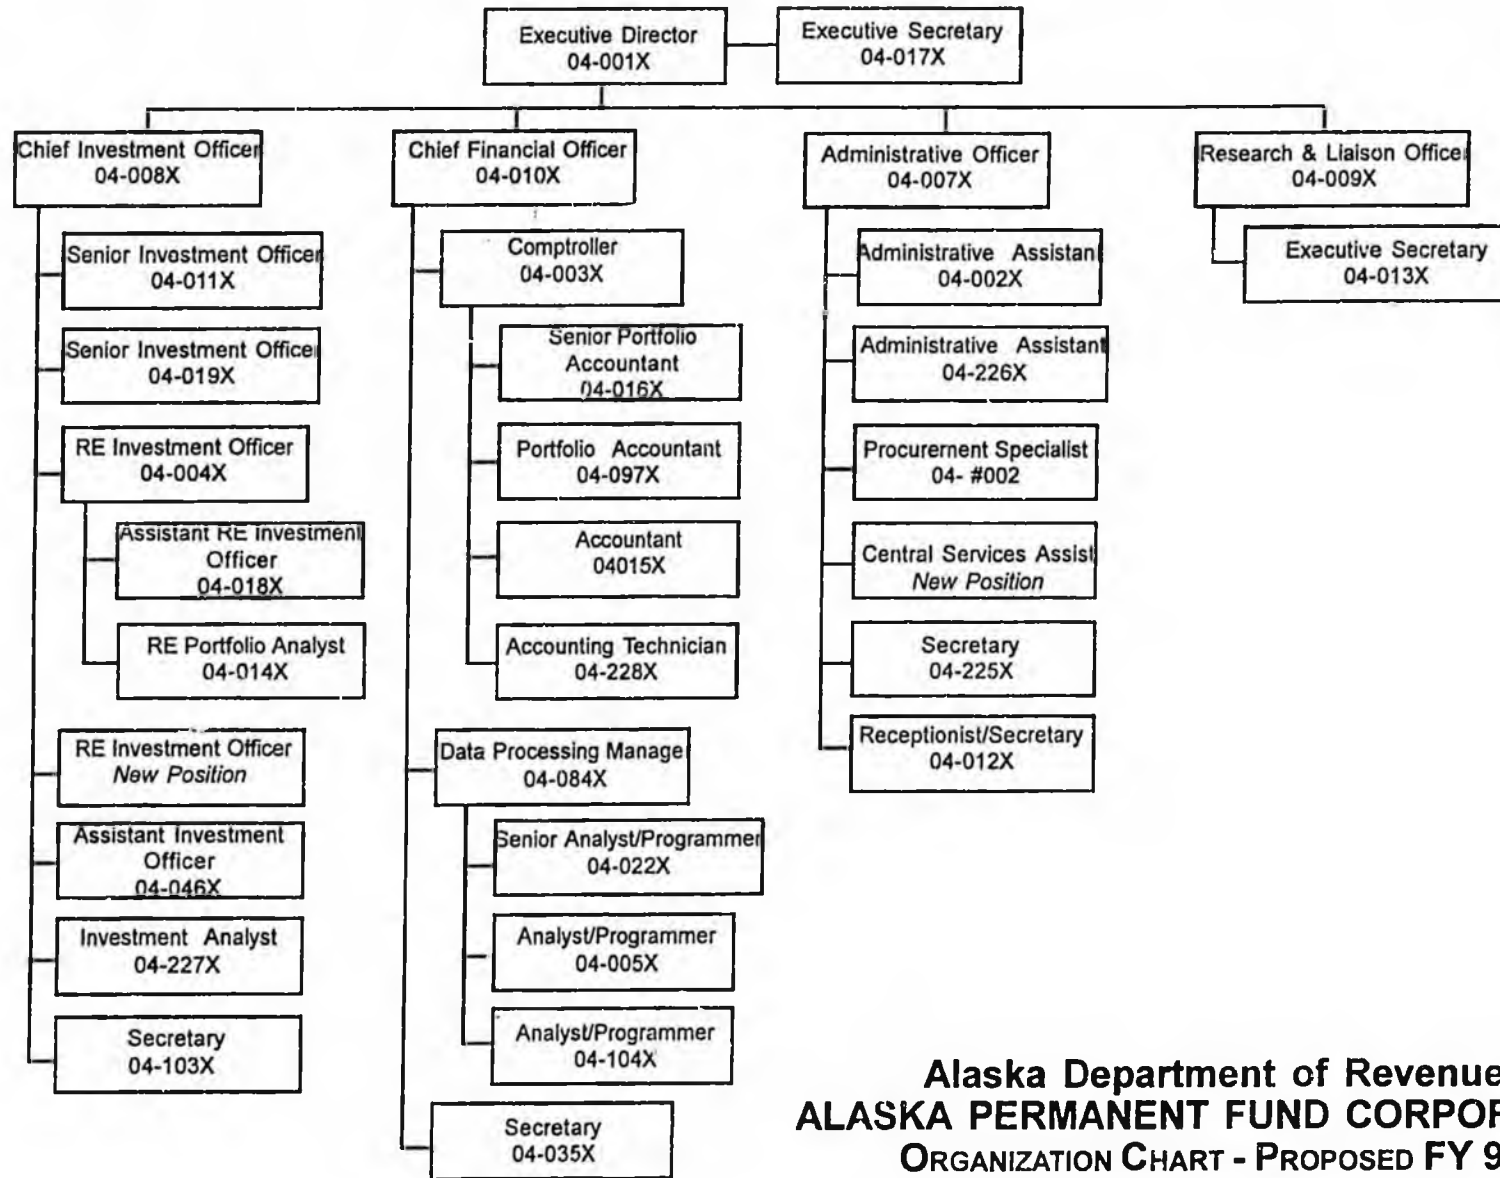 Executive Director
04-001X
Executive Secretary
04-017X
Chief Investment Officer
04-008X
Senior Investment Officer
04-011X
Senior Investment Officer
04-019X
RE Investment Officer
04-004X
Assistant RE Investment
Officer
04-018X
RE Portfolio Analyst
04-014X
RE Investment Officer
New Position
Assistant Investment
Officer
04-046X
Investment Analyst
04-227X
Secretary
04-103X
Chief Financial Officer
04-010X
Comptroller
04-003X
Senior Portfolio
Accountant
04-016X
Portfolio Accountant
04-097X
Accountant
04015X
Accounting Technician
04-228X
Data Processing Manage
04-084X
Senior Analyst/Programmer
04-022X
Analyst/Programmer
04-005X
Analyst/Programmer
04-104X
Secretary
04-035X
Administrative Officer
04-007X
Administrative Assistant
04-002X
Administrative Assistant
04-226X
Procurement Specialist
04- #002
Central Services Assist
New Position
Secretary
04-225X
Receptionist/Secretary
04-012X
Research & Liaison Officer
04-009X
Executive Secretary
04-013X
Alaska Department of Revenue
ALASKA PERMANENT FUND CORPOR
ORGANIZATION CHART - PROPOSED FY 9